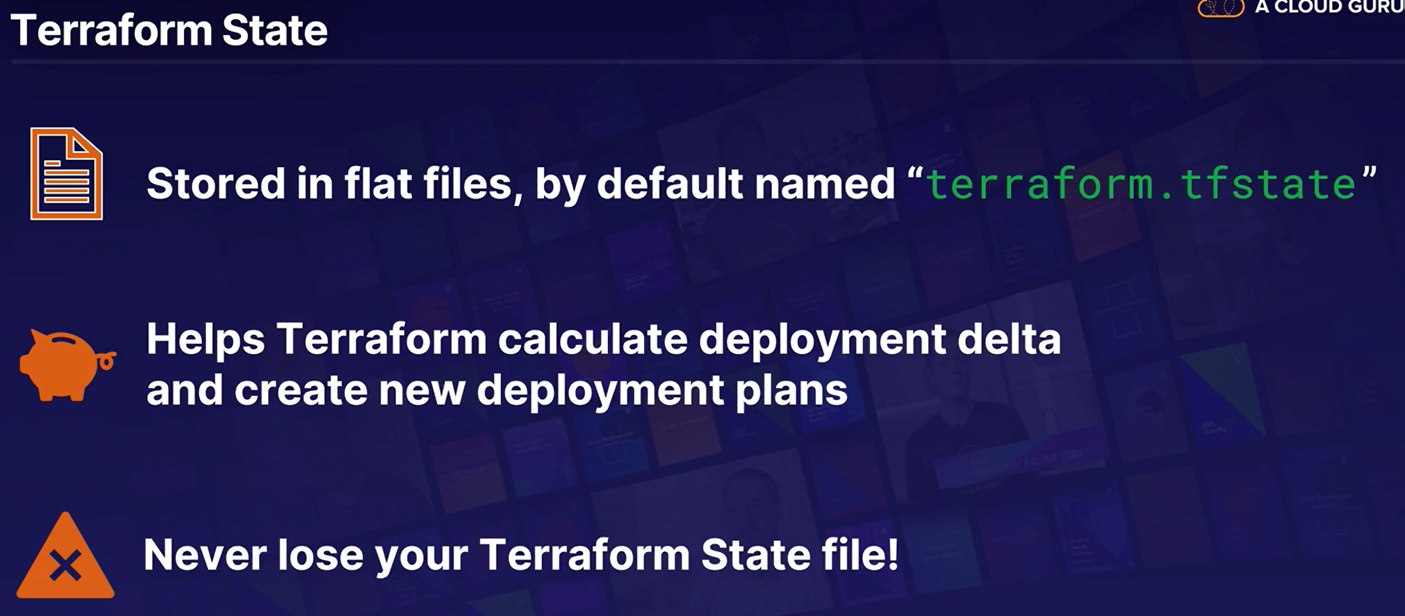 Terraform State
A CLOUD GURU
Stored in flat files, by default named “terraform.tfstate”
Helps Terraform calculate deployment delta
and create new deployment plans
Never lose your Terraform State file!